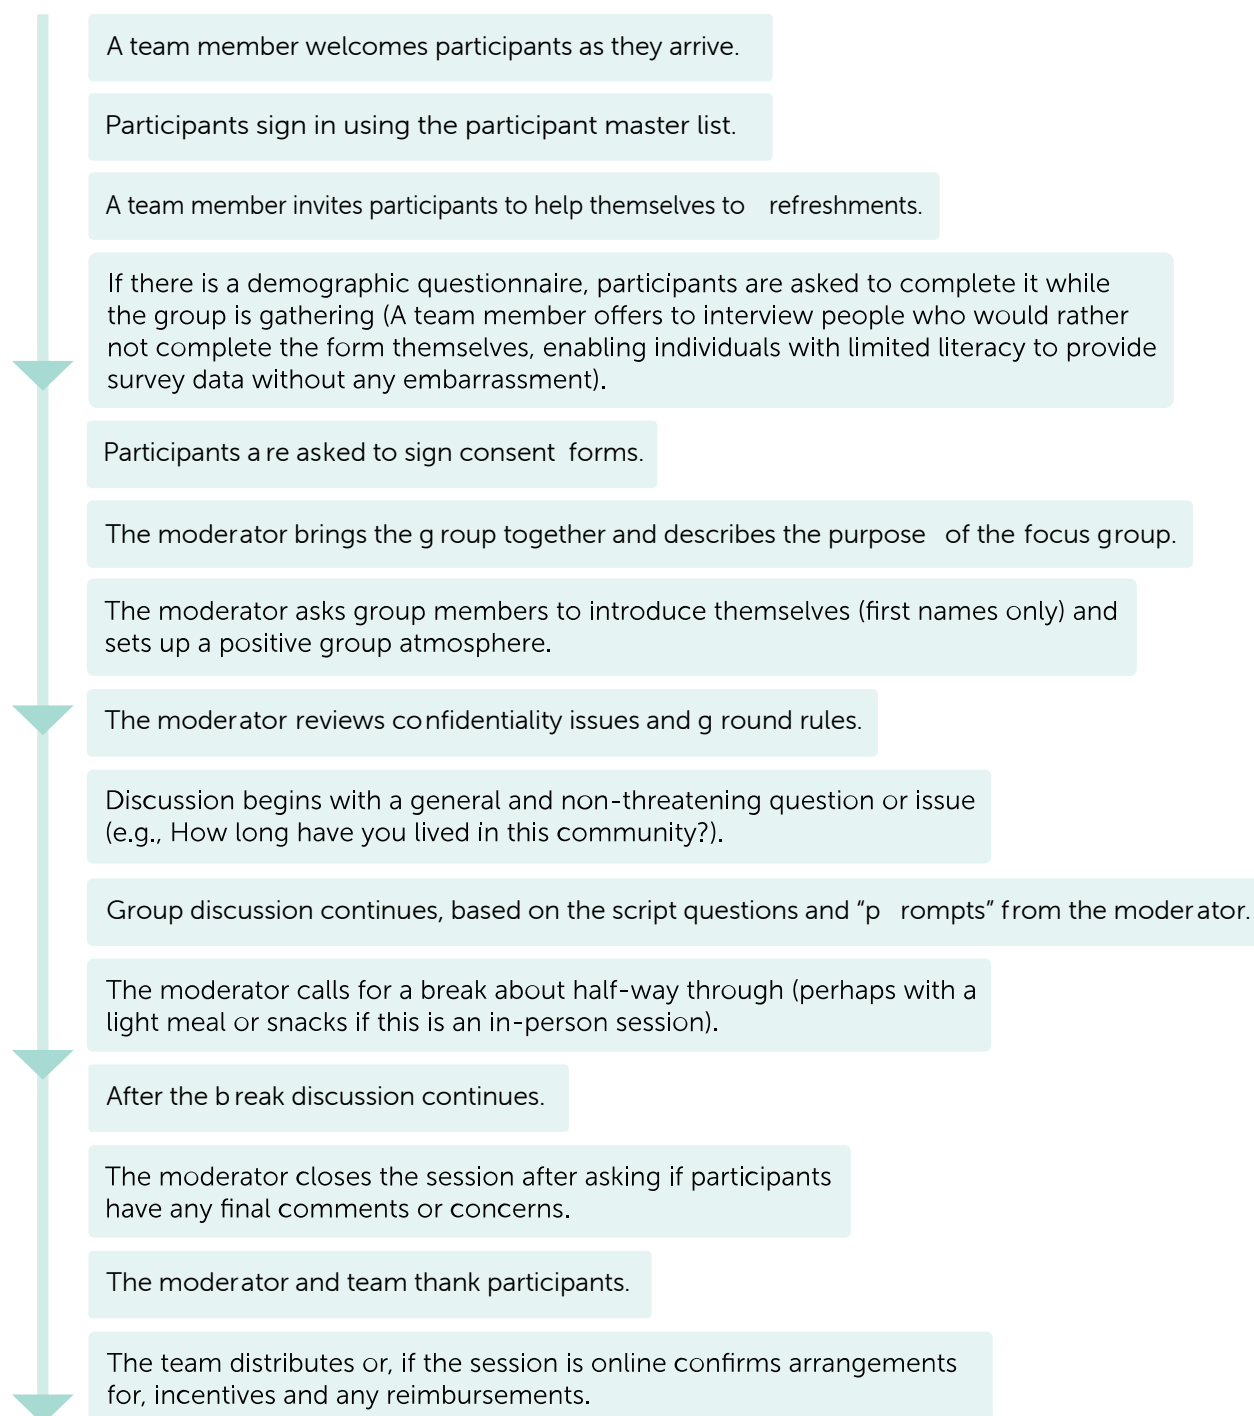 A team member welcomes participants as they arrive.
Participants sign in using the participant master list.
A team member invites participants to help themselves to refreshments.
If there is a demographic questionnaire, participants are asked to complete it while
the group is gathering (A team member offers to interview people who would rather
not complete the form themselves, enabling individuals with limited literacy to provide
survey data without any embarrassment).
Participants are asked to sign consent forms.
The moderator brings the group together and describes the purpose of the focus group.
The moderator asks group members to introduce themselves (first names only) and
sets up a positive group atmosphere.
The moderator reviews confidentiality issues and ground rules.
Discussion begins with a general and non-threatening question or issue
(e.g., How long have you lived in this community?).
Group discussion continues, based on the script questions and “prompts” from the moderator.
The moderator calls for a break about half-way through (perhaps with a
light meal or snacks if this is an in-person session).
After the break discussion continues.
The moderator closes the session after asking if participants
have any final comments or concerns.
The moderator and team thank participants.
The team distributes or, if the session is online confirms arrangements
for, incentives and any reimbursements.